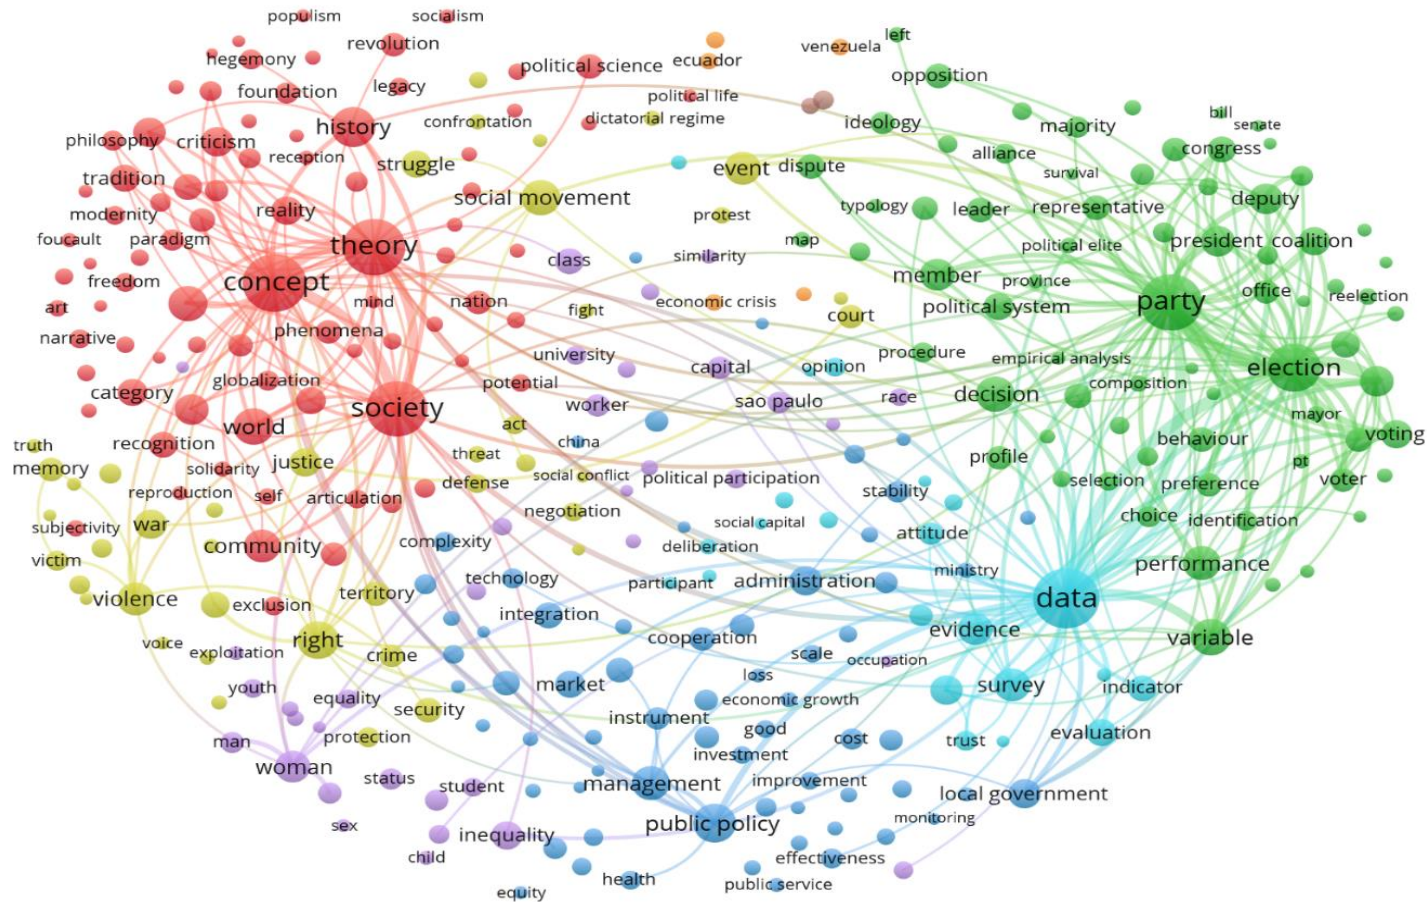 populism
socialism
left
revolution
venezuela
hegemony
political science
ecuador
opposition
foundation
legacy
political life
bill
history
confrontation
dictatorial regime
ideology
majority
senate
philosophy
criticism
reception
struggle
event
dispute
alliance
congress
tradition
survival
social movement
modernity
reality
protest
typology
leader
representative
deputy
foucault
paradigm
theory
map
political elite
president
coalition
class
similarity
freedom
concept
member
province
office
art
mind
nation
fight
economic crisis
court
political system
party
reelection
narrative
phenomena
university
procedure
empirical analysis
globalization
potential
capital
opinion
composition
election
category
society
worker
sao paulo
race
decision
mayor
world
act
truth
recognition
china
behaviour
voting
memory
solidarity
justice
threat
profile
pt
reproduction
self
articulation
defense
social conflict
political participation
stability
selection
preference
voter
subjectivity
war
negotiation
social capital
choice
identification
community
complexity
deliberation
attitude
victim
technology
participant
administration
ministry
performance
violence
exclusion
territory
integration
data
voice
exploitation
right
crime
cooperation
scale
evidence
variable
occupation
youth
equality
market
loss
survey
indicator
security
instrument
economic growth
man
protection
good
cost
trust
evaluation
woman
status
student
management
investment
improvement
local government
sex
inequality
public policy
monitoring
child
effectiveness
equity
health
public service